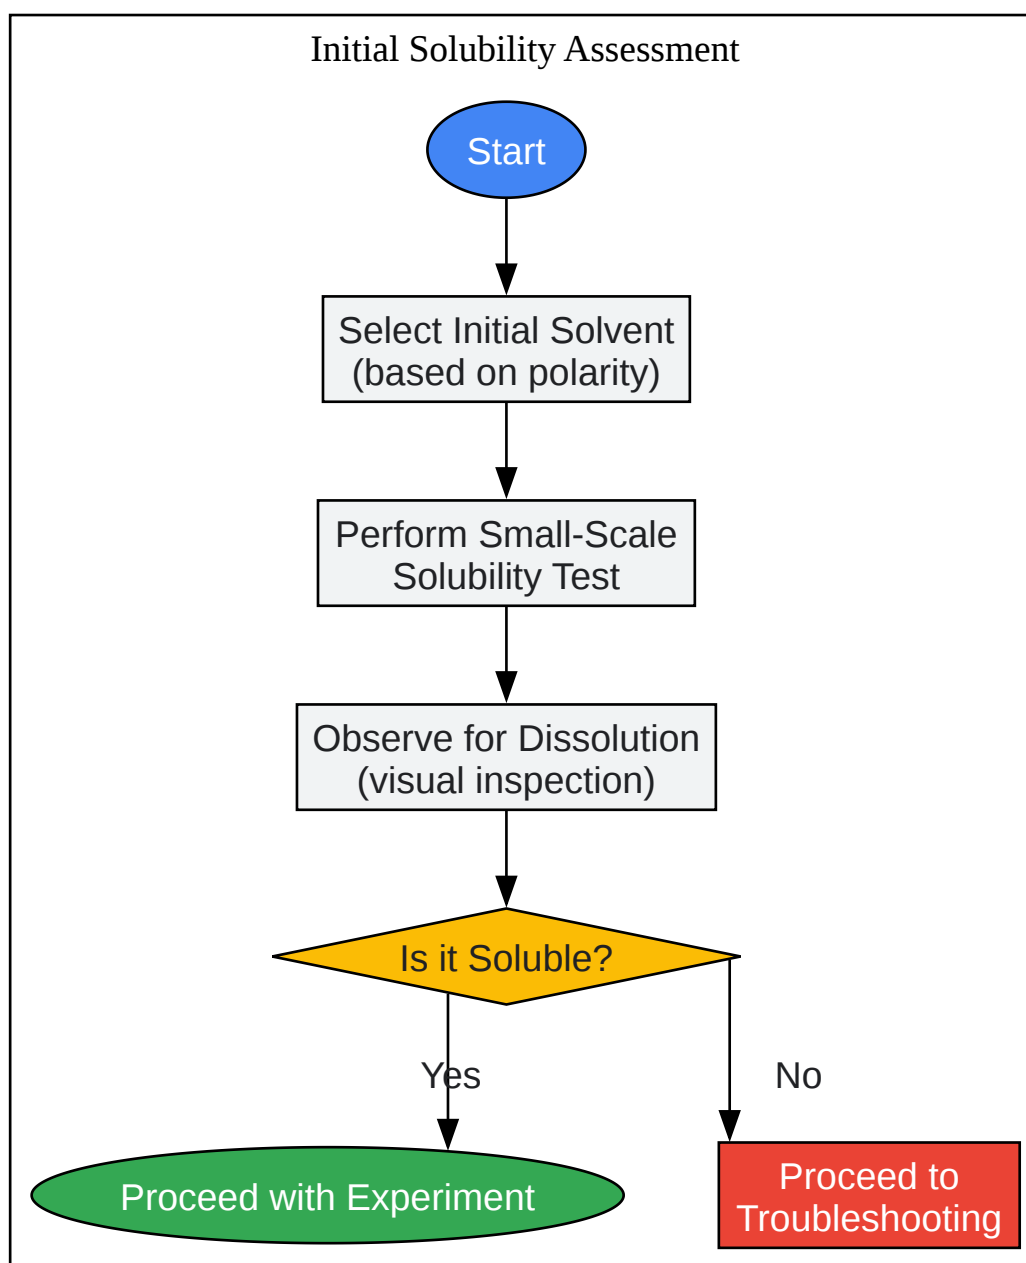 Initial Solubility Assessment
Start
Select Initial Solvent
(based on polarity)
Perform Small-Scale
Solubility Test
Observe for Dissolution
(visual inspection)
Is it Soluble?
Yes
No
Proceed with Experiment
Proceed to
Troubleshooting